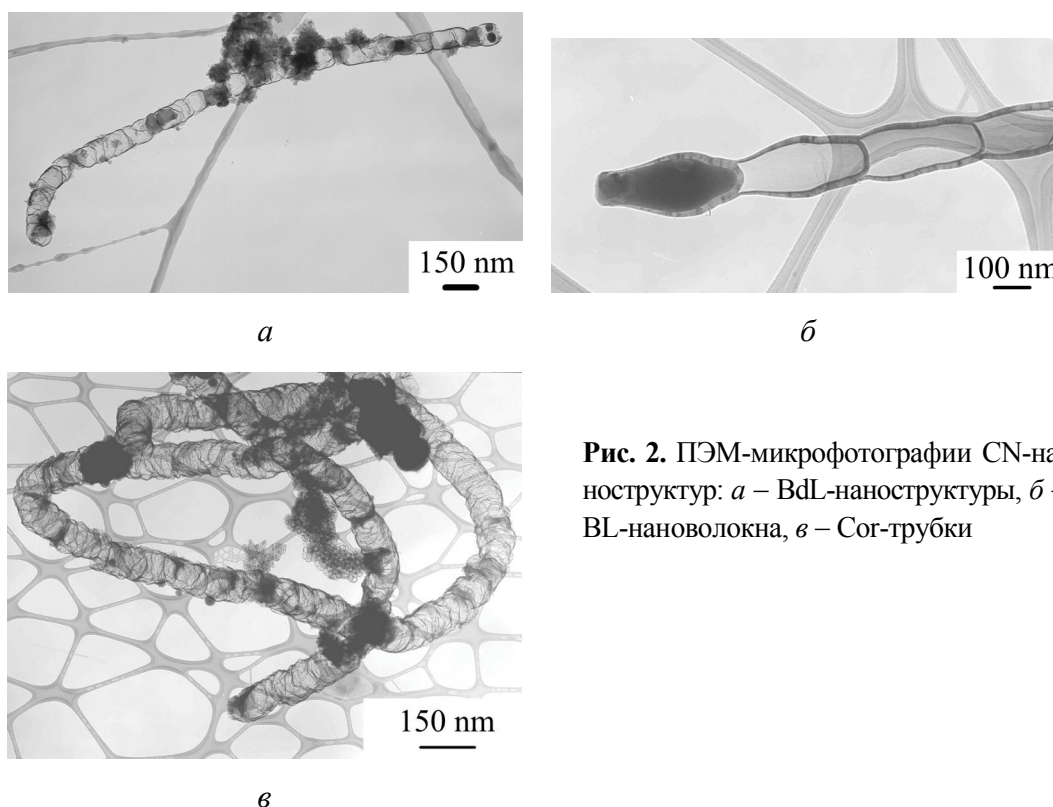 150 nm
100 nm
а
б
150 nm
Рис. 2. ПЭМ-микрофотографии CN-на-
ноструктур: а – BdL-наноструктуры, б –
BL-нановолокна, в – Cor-трубки
в